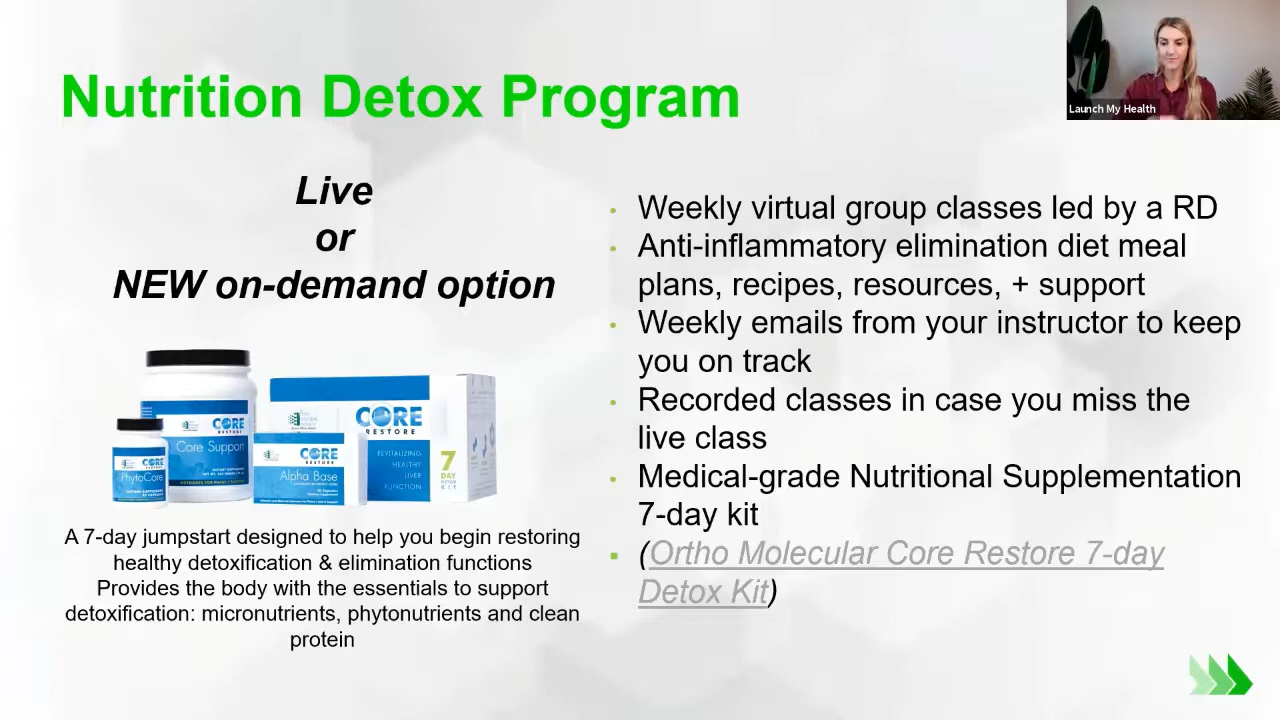 Launch My Health
Nutrition Detox Program
Live
or
NEW on-demand option
CORE
Core Support
CORE
PhytoCore
CORE
Alpha Base
CORE
RESTORE
REVITALIZING
HEALTHY
LIVER
FUNCTION
7
DAY
DETOX
KIT
A 7-day jumpstart designed to help you begin restoring
healthy detoxification & elimination functions
Provides the body with the essentials to support
detoxification: micronutrients, phytonutrients and clean
protein
Weekly virtual group classes led by a RD
Anti-inflammatory elimination diet meal
plans, recipes, resources, + support
Weekly emails from your instructor to keep
you on track
Recorded classes in case you miss the
live class
Medical-grade Nutritional Supplementation
7-day kit
(Ortho Molecular Core Restore 7-day
Detox Kit)